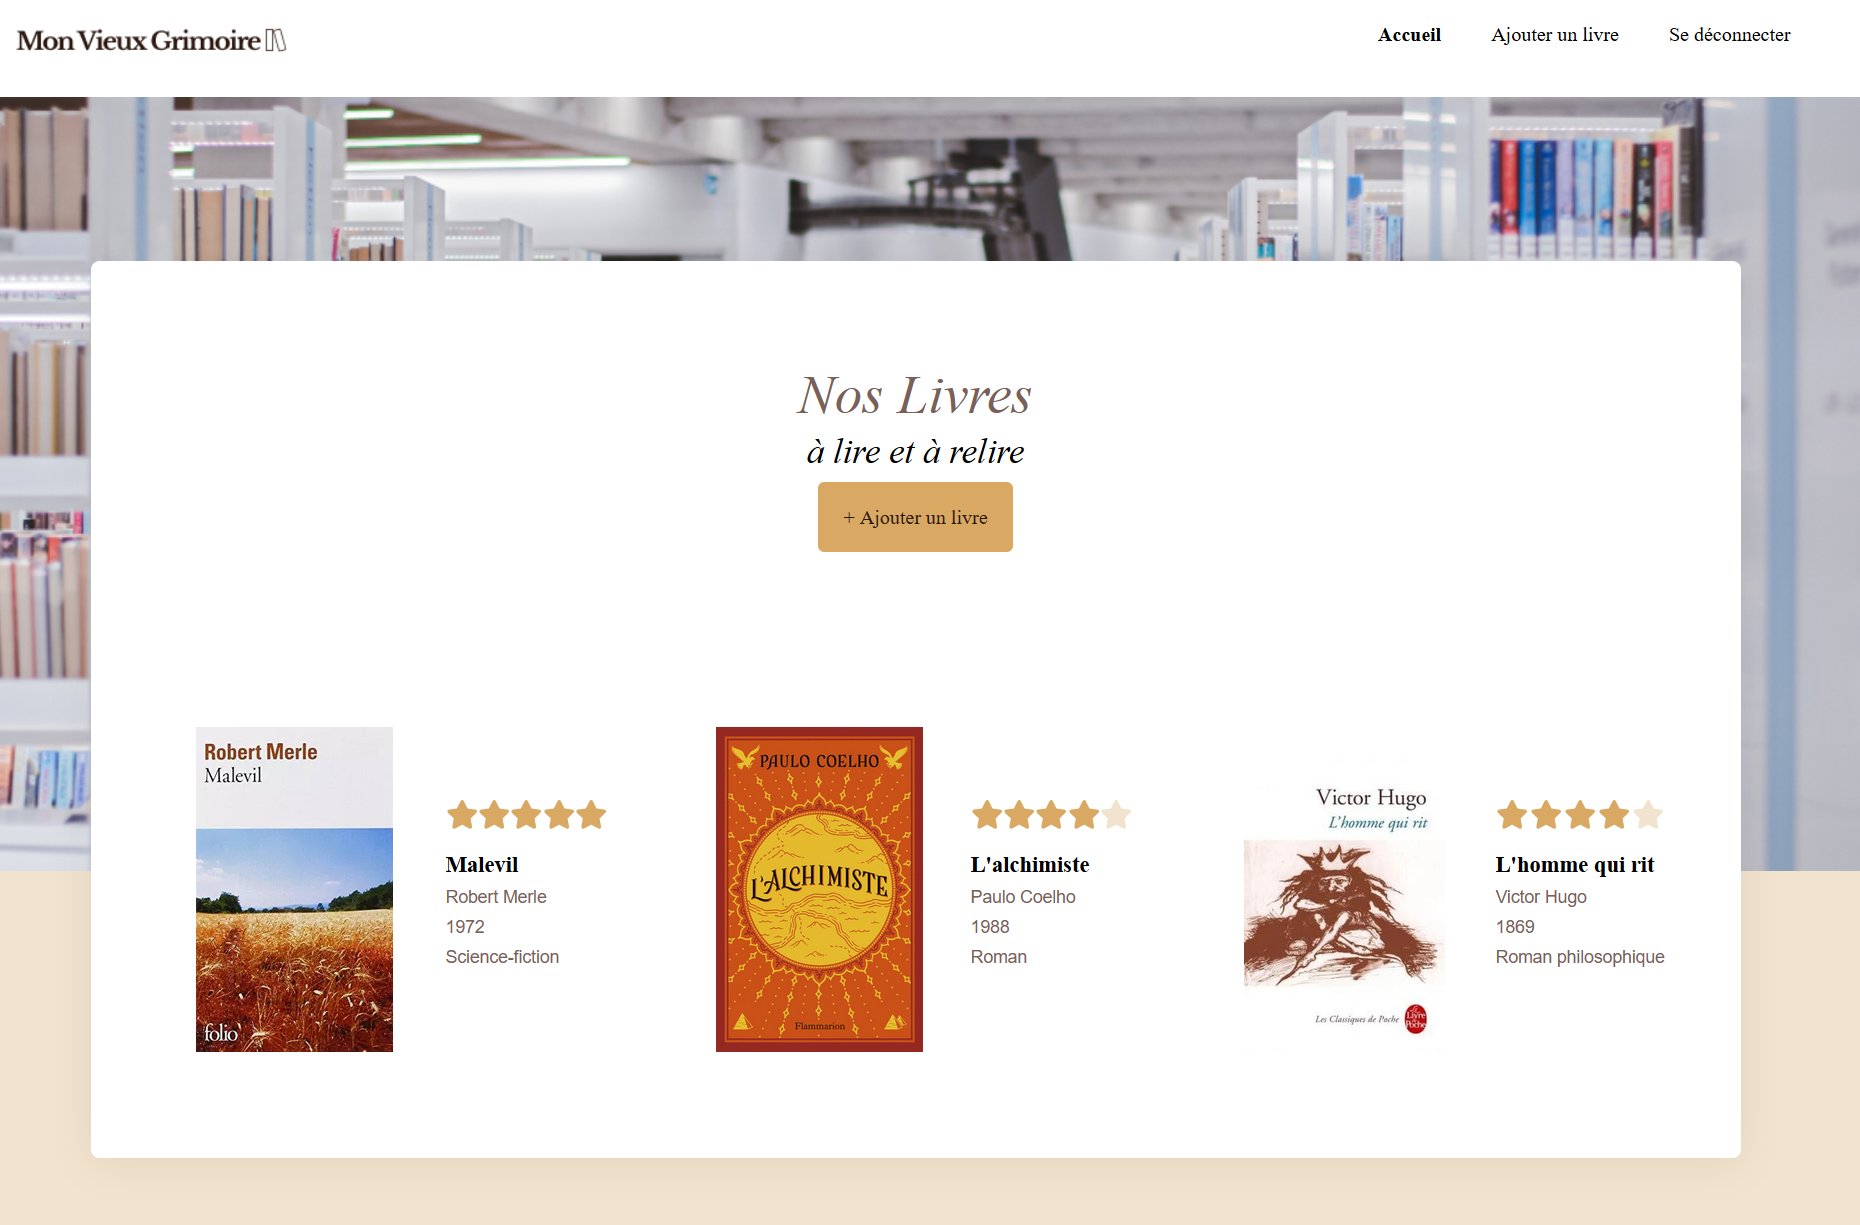 Mon Vieux Grimoire
Accueil
Ajouter un livre
Se déconnecter
Nos Livres
à lire et à relire
+ Ajouter un livre
Robert Merle
Malevil
folio
Malevil
Robert Merle
1972
Science-fiction
PAULO COELHO
L'ALCHIMISTE
Flammarion
L'alchimiste
Paulo Coelho
1988
Roman
Victor Hugo
L'homme qui rit
Les Classiques de Poche
Le Livre de Poche
L'homme qui rit
Victor Hugo
1869
Roman philosophique